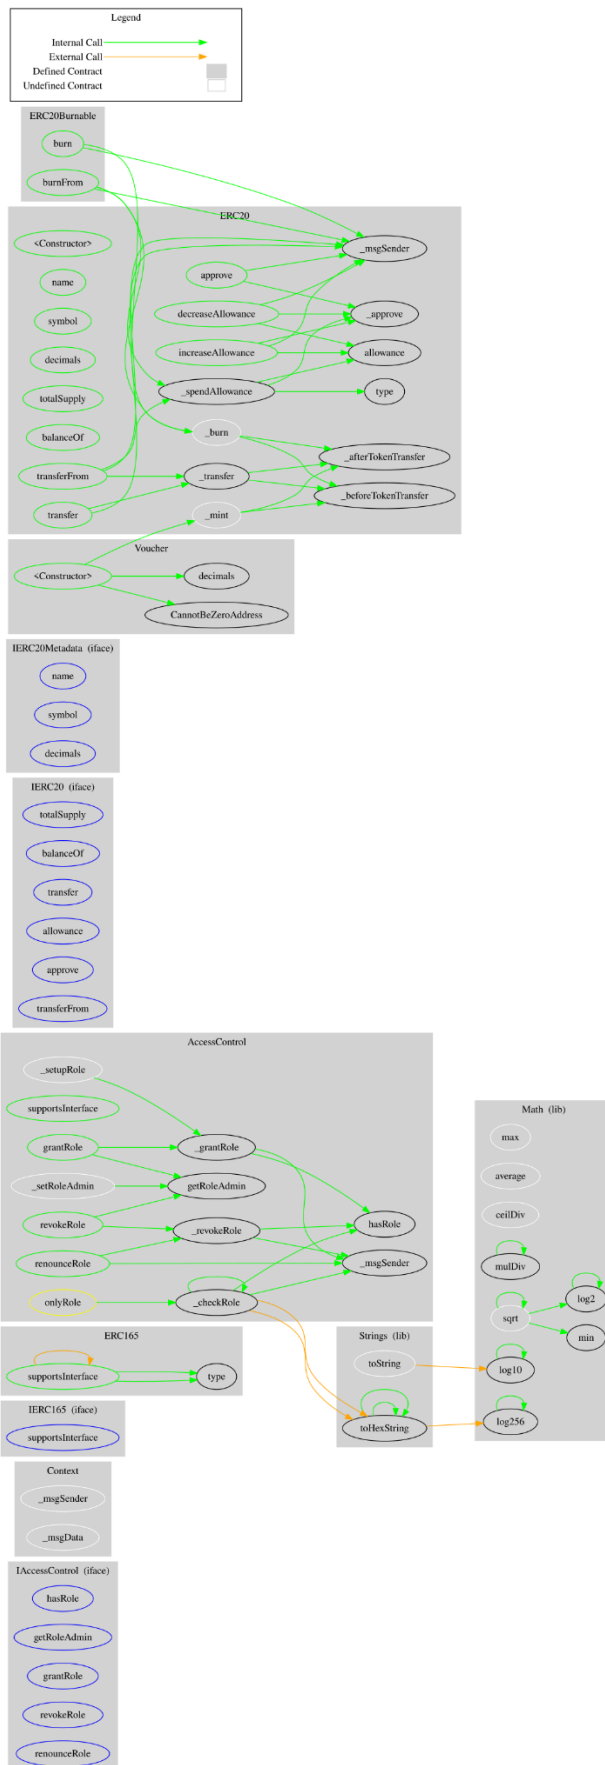 Legend
Internal Call
External Call
Defined Contract
Undefined Contract
ERC20Burnable
burn
burnFrom
ERC20
<Constructor>
name
symbol
decimals
totalSupply
balanceOf
transferFrom
transfer
approve
decreaseAllowance
increaseAllowance
_spendAllowance
_burn
_transfer
_mint
_msgSender
_approve
allowance
type
_afterTokenTransfer
_beforeTokenTransfer
Voucher
<Constructor>
decimals
CannotBeZeroAddress
IERC20Metadata (iface)
name
symbol
decimals
IERC20 (iface)
totalSupply
balanceOf
transfer
allowance
approve
transferFrom
AccessControl
_setupRole
supportsInterface
grantRole
_setRoleAdmin
revokeRole
renounceRole
onlyRole
_grantRole
getRoleAdmin
_revokeRole
_checkRole
hasRole
_msgSender
Math (lib)
max
average
ceilDiv
mulDiv
sqrt
log10
log256
log2
min
ERC165
supportsInterface
type
Strings (lib)
toString
toHexString
IERC165 (iface)
supportsInterface
Context
_msgSender
_msgData
IAccessControl (iface)
hasRole
getRoleAdmin
grantRole
revokeRole
renounceRole